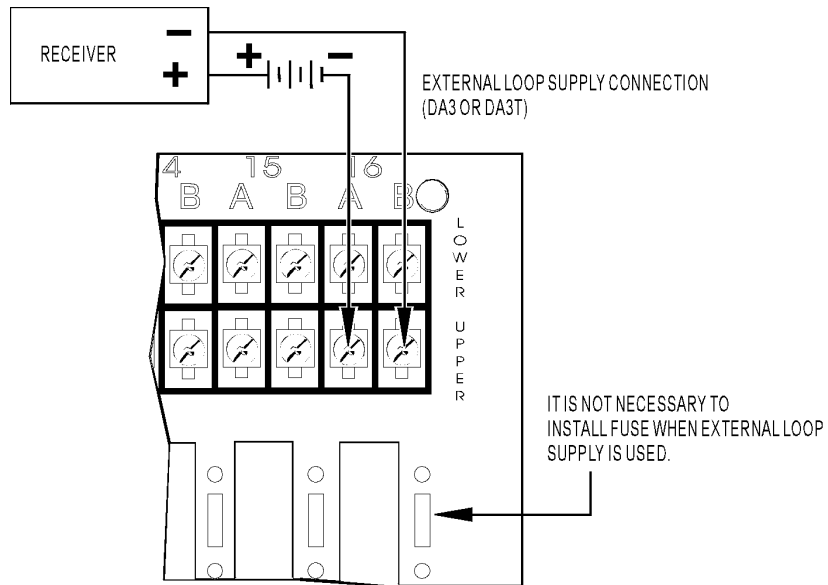 RECEIVER
−
+
+
−
EXTERNAL LOOP SUPPLY CONNECTION
(DA3 OR DA3T)
4 15 16
B A B A B
LOWER
UPPER
IT IS NOT NECESSARY TO
INSTALL FUSE WHEN EXTERNAL LOOP
SUPPLY IS USED.